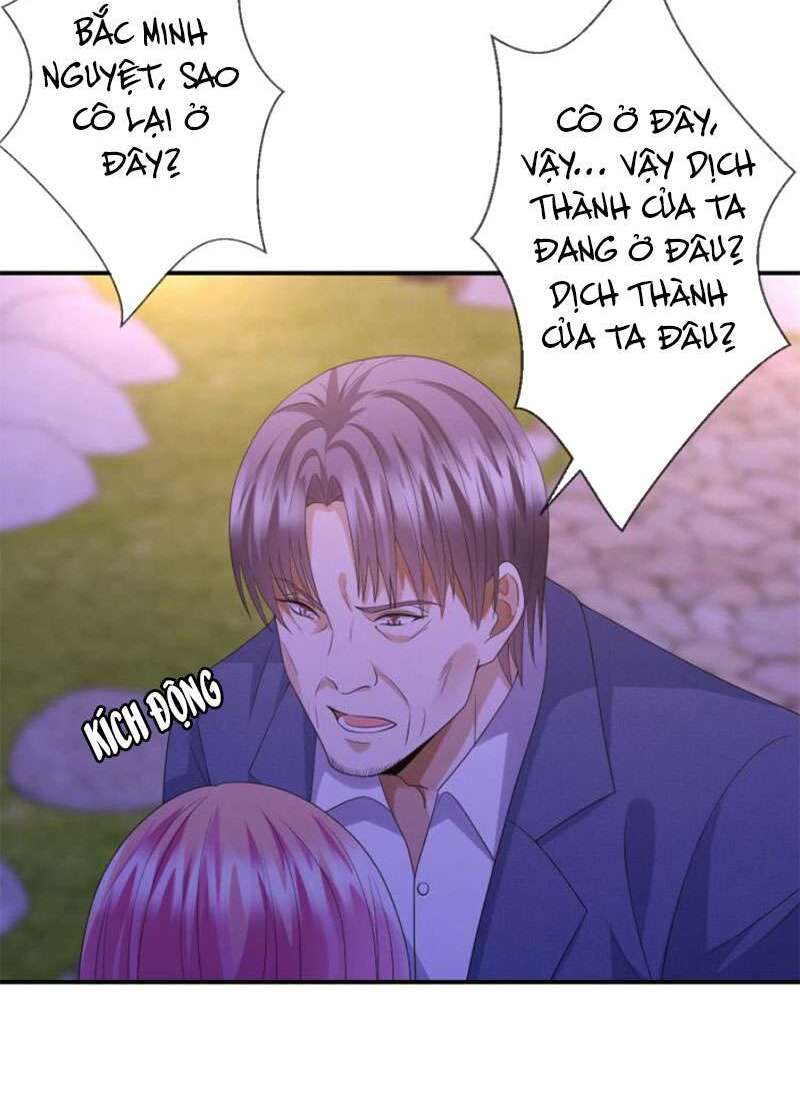 BẮC MINH
NGUYỆT, SAO
CÔ LẠI Ở
ĐÂY?
CÔ Ở ĐÂY,
VẬY... VẬY DỊCH
THÀNH CỦA TA
ĐANG Ở ĐÂU?
DỊCH THÀNH
CỦA TA ĐÂU?
KÍCH ĐỘNG